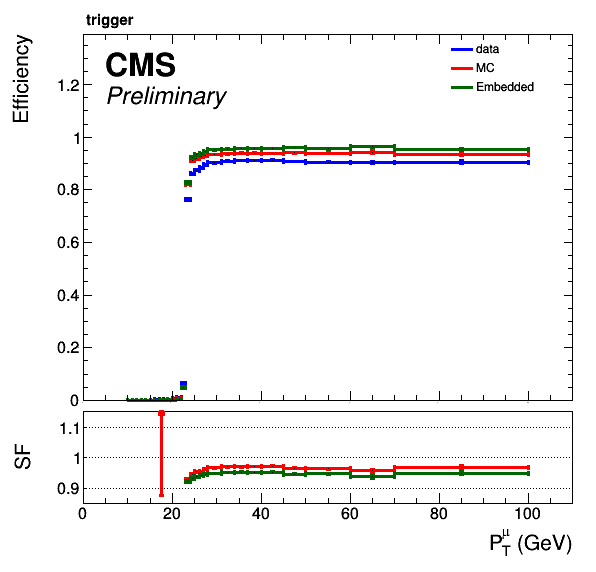 trigger
CMS
Preliminary
data
MC
Embedded
Efficiency
1.2
1
0.8
0.6
0.4
0.2
0
SF
1.1
1
0.9
0 20 40 60 80 100
P_T^μ (GeV)